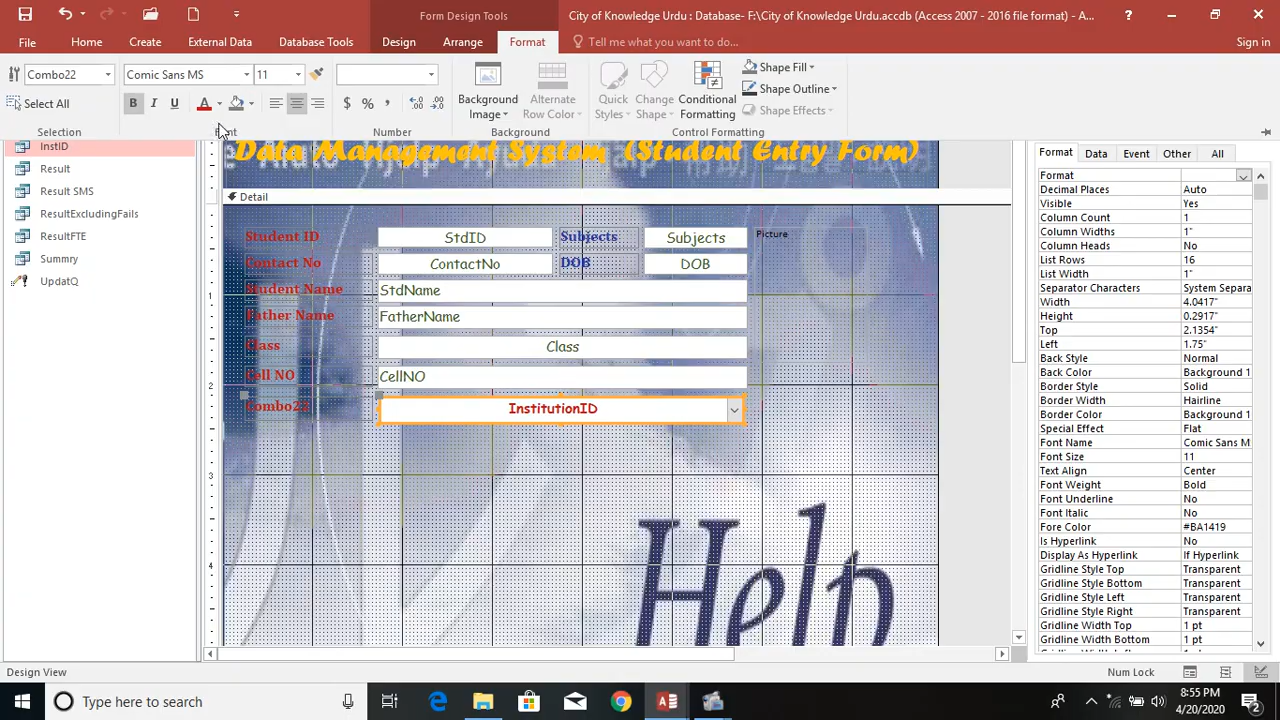 Form Design Tools
City of Knowledge Urdu : Database- F:\City of Knowledge Urdu.accdb (Access 2007 - 2016 file format) - A...
?
File
Home
Create
External Data
Database Tools
Design
Arrange
Format
Tell me what you want to do...
Sign in
Combo22
Comic Sans MS
11
Select All
B I U A
$ % ,
Background Image
Alternate Row Color
Quick Styles
Change Shape
Conditional Formatting
Shape Fill
Shape Outline
Shape Effects
Selection
Font
Number
Background
Control Formatting
InstID
Result
Result SMS
ResultExcludingFails
ResultFTE
Summry
UpdatQ
Data Management System (Student Entry Form)
Detail
Student ID
StdID
Subjects
Subjects
Picture
Contact No
ContactNo
DOB
DOB
Student Name
StdName
Father Name
FatherName
Class
Class
Cell NO
CellNO
Combo22
InstitutionID
1
2
3
4
Help
Format
Data
Event
Other
All
Format
Decimal Places Auto
Visible Yes
Column Count 1
Column Widths 1"
Column Heads No
List Rows 16
List Width 1"
Separator Characters System Separa
Width 4.0417"
Height 0.2917"
Top 2.1354"
Left 1.75"
Back Style Normal
Back Color Background 1
Border Style Solid
Border Width Hairline
Border Color Background 1
Special Effect Flat
Font Name Comic Sans M
Font Size 11
Text Align Center
Font Weight Bold
Font Underline No
Font Italic No
Fore Color #BA1419
Is Hyperlink No
Display As Hyperlink If Hyperlink
Gridline Style Top Transparent
Gridline Style Bottom Transparent
Gridline Style Left Transparent
Gridline Style Right Transparent
Gridline Width Top 1 pt
Gridline Width Bottom 1 pt
Design View
Num Lock
Type here to search
8:55 PM
4/20/2020
2